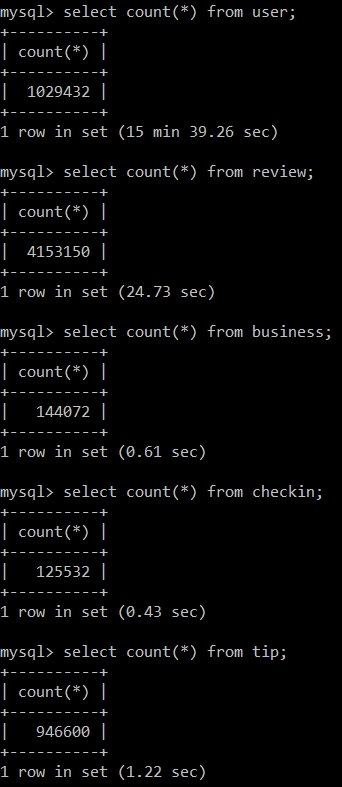 mysql> select count(*) from user;
+----------+
| count(*) |
+----------+
|  1029432 |
+----------+
1 row in set (15 min 39.26 sec)

mysql> select count(*) from review;
+----------+
| count(*) |
+----------+
|  4153150 |
+----------+
1 row in set (24.73 sec)

mysql> select count(*) from business;
+----------+
| count(*) |
+----------+
|   144072 |
+----------+
1 row in set (0.61 sec)

mysql> select count(*) from checkin;
+----------+
| count(*) |
+----------+
|   125532 |
+----------+
1 row in set (0.43 sec)

mysql> select count(*) from tip;
+----------+
| count(*) |
+----------+
|   946600 |
+----------+
1 row in set (1.22 sec)